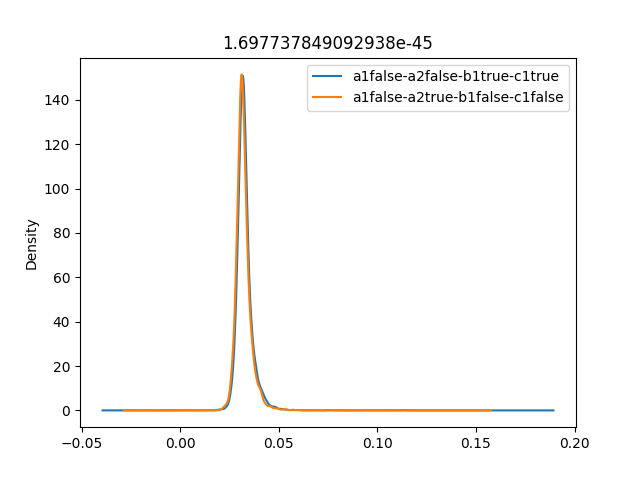 1.697737849092938e-45
a1false-a2false-b1true-c1true
a1false-a2true-b1false-c1false
Density
140
120
100
80
60
40
20
0
−0.05 0.00 0.05 0.10 0.15 0.20